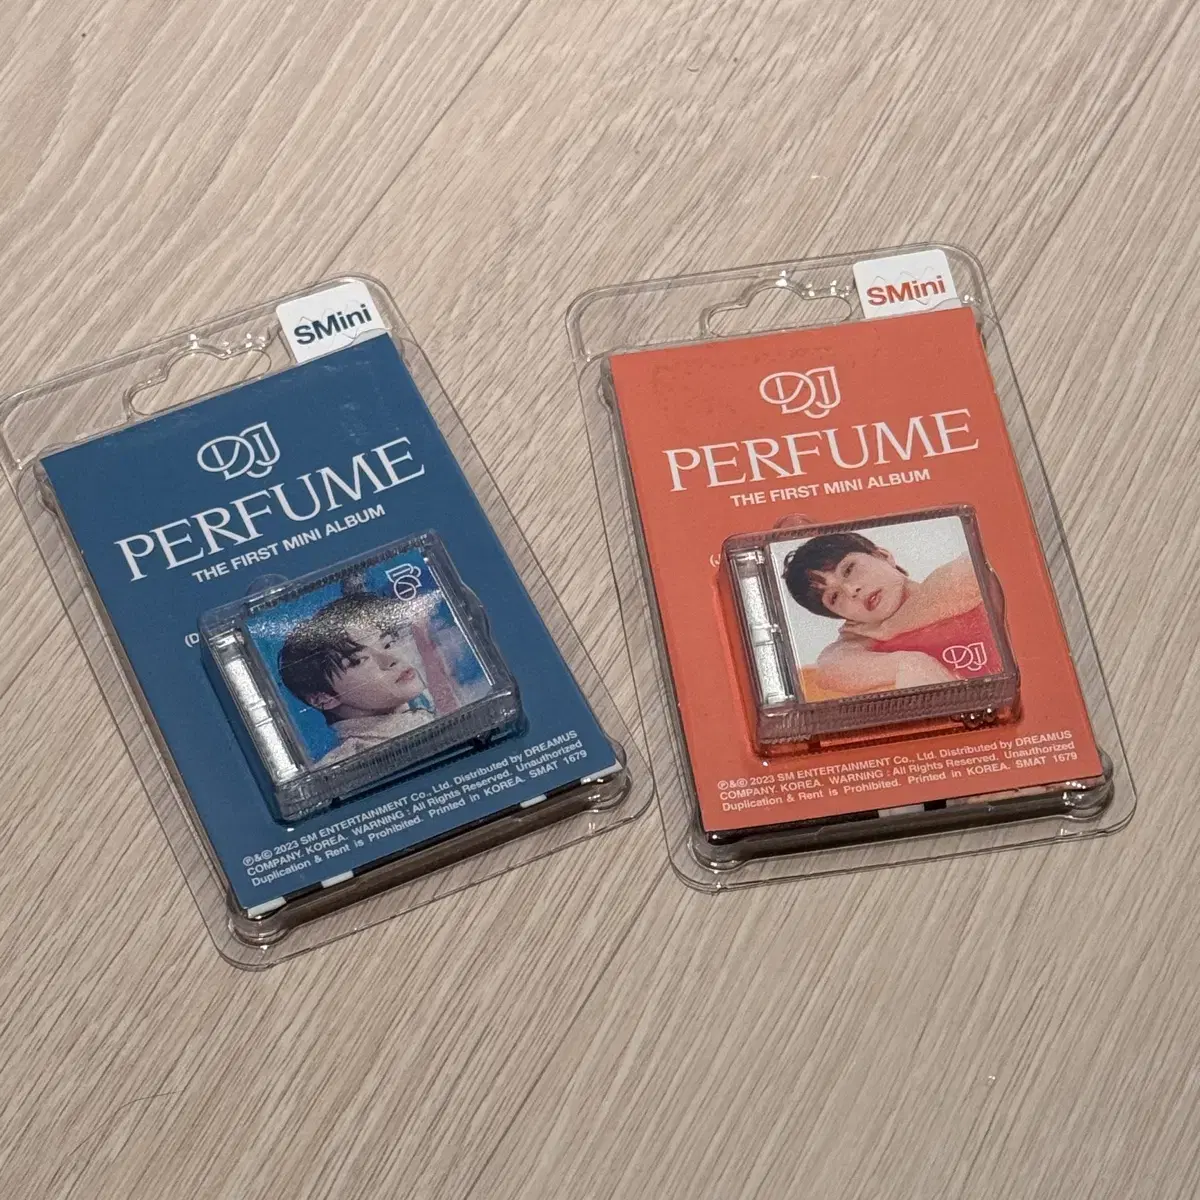 SMini
DJ
PERFUME
THE FIRST MINI ALBUM
(D
℗&© 2023 SM ENTERTAINMENT Co., Ltd. Distributed by DREAMUS
COMPANY. KOREA. WARNING : All Rights Reserved. Unauthorized
Duplication & Rent is Prohibited. Printed in KOREA. SMAT 1679
SMini
DJ
PERFUME
THE FIRST MINI ALBUM
(J
DJ
℗&© 2023 SM ENTERTAINMENT Co., Ltd. Distributed by DREAMUS
COMPANY. KOREA. WARNING : All Rights Reserved. Unauthorized
Duplication & Rent is Prohibited. Printed in KOREA. SMAT 1679